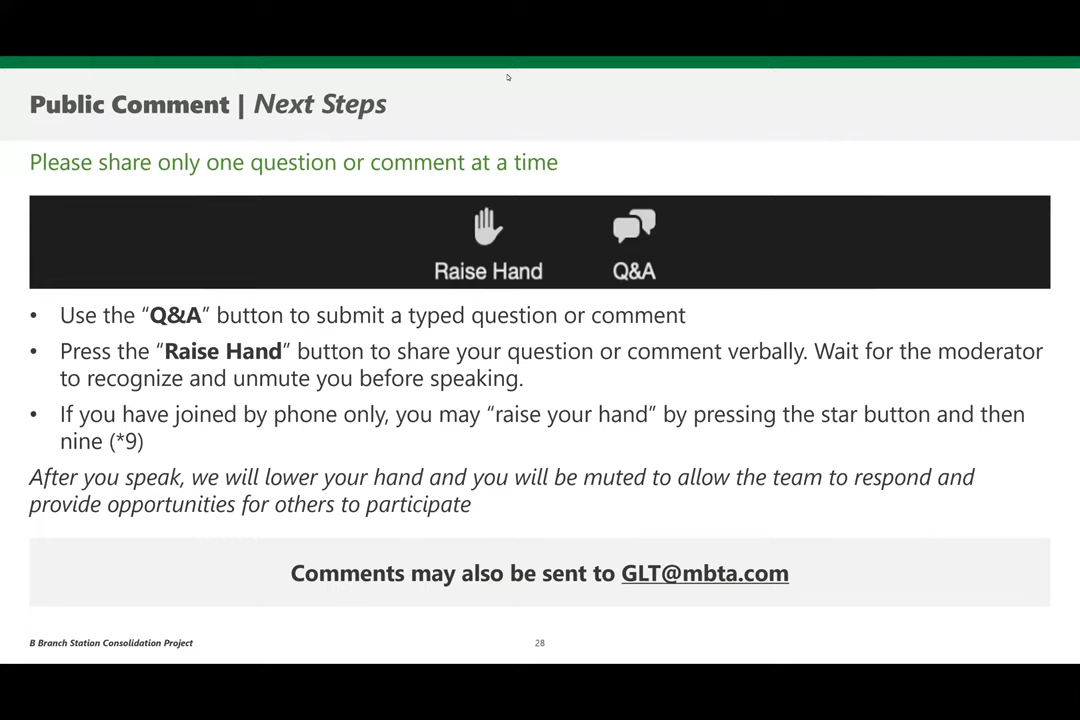 Public Comment | Next Steps
Please share only one question or comment at a time
Raise Hand Q&A
• Use the “Q&A” button to submit a typed question or comment
• Press the “Raise Hand” button to share your question or comment verbally. Wait for the moderator
to recognize and unmute you before speaking.
• If you have joined by phone only, you may “raise your hand” by pressing the star button and then
nine (*9)
After you speak, we will lower your hand and you will be muted to allow the team to respond and
provide opportunities for others to participate
Comments may also be sent to GLT@mbta.com
B Branch Station Consolidation Project 28